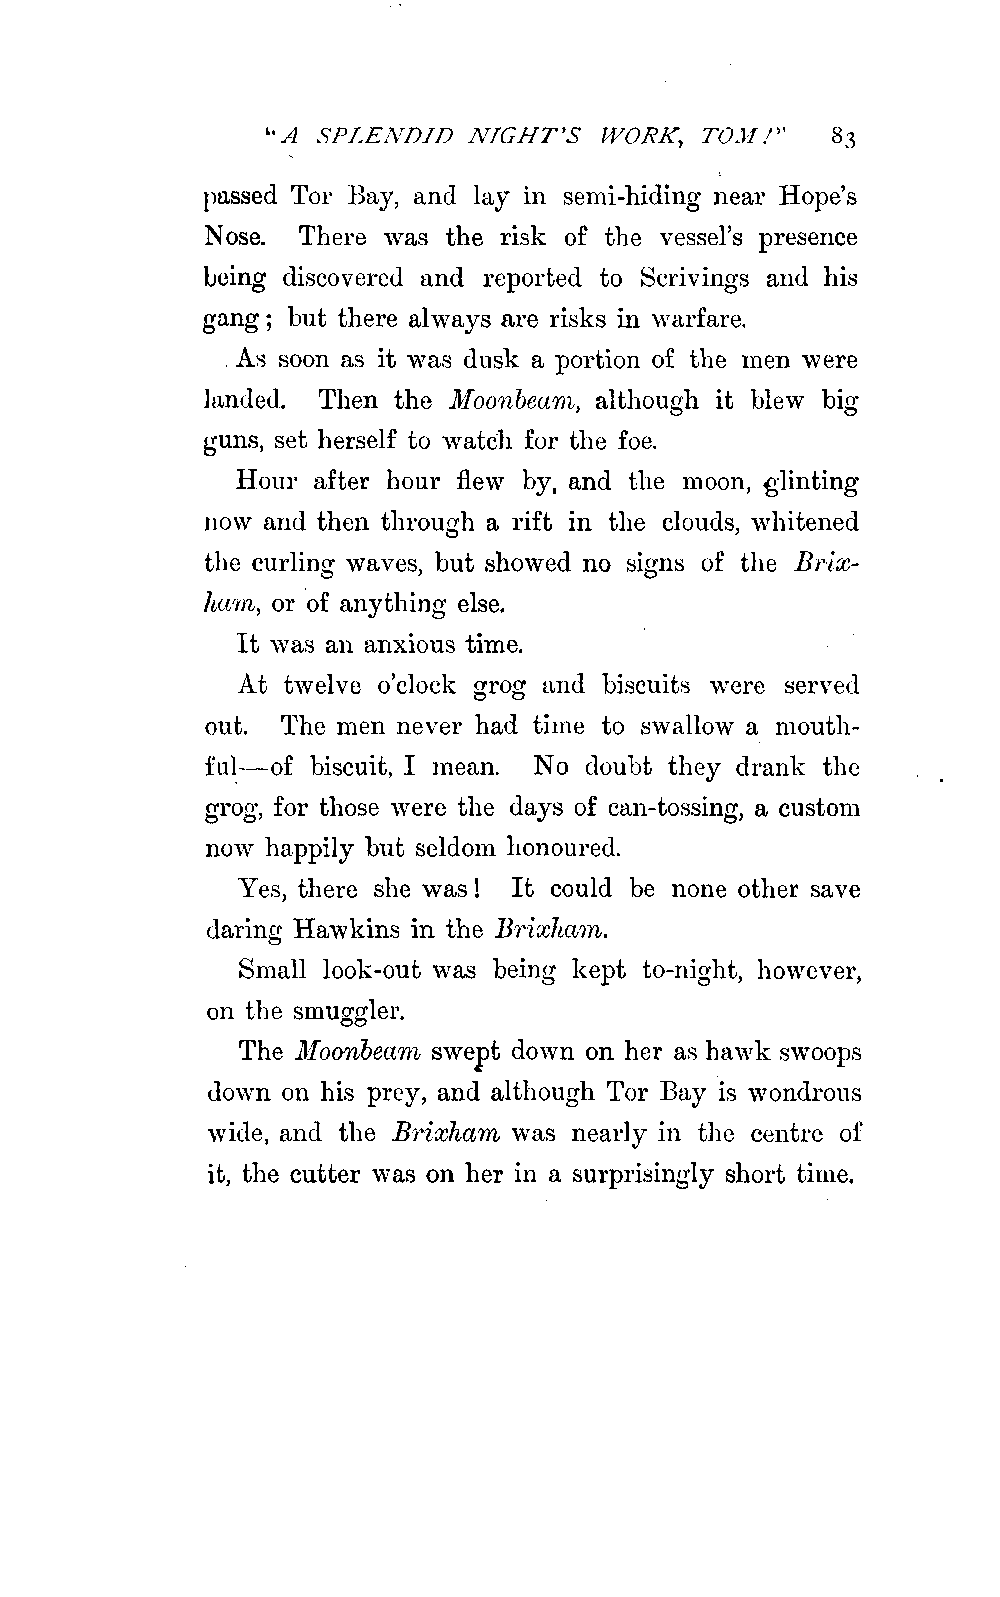 "A SPLENDID NIGHT'S WORK, TOM!" 83
passed Tor Bay, and lay in semi-hiding near Hope's
Nose. There was the risk of the vessel's presence
being discovered and reported to Scrivings and his
gang; but there always are risks in warfare.
As soon as it was dusk a portion of the men were
landed. Then the Moonbeam, although it blew big
guns, set herself to watch for the foe.
Hour after hour flew by, and the moon, glinting
now and then through a rift in the clouds, whitened
the curling waves, but showed no signs of the Brix-
ham, or of anything else.
It was an anxious time.
At twelve o'clock grog and biscuits were served
out. The men never had time to swallow a mouth-
ful—of biscuit, I mean. No doubt they drank the
grog, for those were the days of can-tossing, a custom
now happily but seldom honoured.
Yes, there she was! It could be none other save
daring Hawkins in the Brixham.
Small look-out was being kept to-night, however,
on the smuggler.
The Moonbeam swept down on her as hawk swoops
down on his prey, and although Tor Bay is wondrous
wide, and the Brixham was nearly in the centre of
it, the cutter was on her in a surprisingly short time.